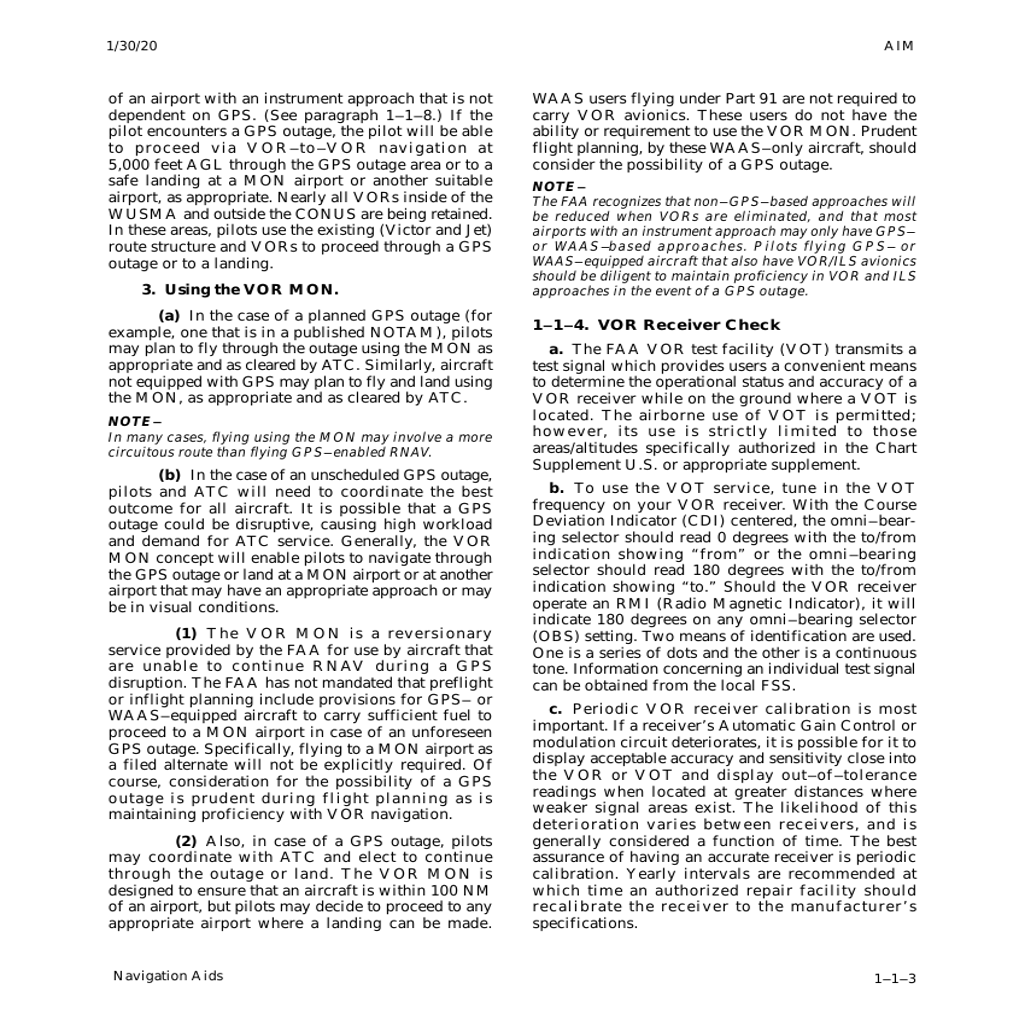 1/30/20
AIM
of an airport with an instrument approach that is not
dependent on GPS. (See paragraph 1–1–8.) If the
pilot encounters a GPS outage, the pilot will be able
to proceed via VOR–to–VOR navigation at
5,000 feet AGL through the GPS outage area or to a
safe landing at a MON airport or another suitable
airport, as appropriate. Nearly all VORs inside of the
WUSMA and outside the CONUS are being retained.
In these areas, pilots use the existing (Victor and Jet)
route structure and VORs to proceed through a GPS
outage or to a landing.
3. Using the VOR MON.
(a) In the case of a planned GPS outage (for
example, one that is in a published NOTAM), pilots
may plan to fly through the outage using the MON as
appropriate and as cleared by ATC. Similarly, aircraft
not equipped with GPS may plan to fly and land using
the MON, as appropriate and as cleared by ATC.
NOTE–
In many cases, flying using the MON may involve a more
circuitous route than flying GPS–enabled RNAV.
(b) In the case of an unscheduled GPS outage,
pilots and ATC will need to coordinate the best
outcome for all aircraft. It is possible that a GPS
outage could be disruptive, causing high workload
and demand for ATC service. Generally, the VOR
MON concept will enable pilots to navigate through
the GPS outage or land at a MON airport or at another
airport that may have an appropriate approach or may
be in visual conditions.
(1) The VOR MON is a reversionary
service provided by the FAA for use by aircraft that
are unable to continue RNAV during a GPS
disruption. The FAA has not mandated that preflight
or inflight planning include provisions for GPS– or
WAAS–equipped aircraft to carry sufficient fuel to
proceed to a MON airport in case of an unforeseen
GPS outage. Specifically, flying to a MON airport as
a filed alternate will not be explicitly required. Of
course, consideration for the possibility of a GPS
outage is prudent during flight planning as is
maintaining proficiency with VOR navigation.
(2) Also, in case of a GPS outage, pilots
may coordinate with ATC and elect to continue
through the outage or land. The VOR MON is
designed to ensure that an aircraft is within 100 NM
of an airport, but pilots may decide to proceed to any
appropriate airport where a landing can be made.
WAAS users flying under Part 91 are not required to
carry VOR avionics. These users do not have the
ability or requirement to use the VOR MON. Prudent
flight planning, by these WAAS–only aircraft, should
consider the possibility of a GPS outage.
NOTE–
The FAA recognizes that non–GPS–based approaches will
be reduced when VORs are eliminated, and that most
airports with an instrument approach may only have GPS–
or WAAS–based approaches. Pilots flying GPS– or
WAAS–equipped aircraft that also have VOR/ILS avionics
should be diligent to maintain proficiency in VOR and ILS
approaches in the event of a GPS outage.
1–1–4. VOR Receiver Check
a. The FAA VOR test facility (VOT) transmits a
test signal which provides users a convenient means
to determine the operational status and accuracy of a
VOR receiver while on the ground where a VOT is
located. The airborne use of VOT is permitted;
however, its use is strictly limited to those
areas/altitudes specifically authorized in the Chart
Supplement U.S. or appropriate supplement.
b. To use the VOT service, tune in the VOT
frequency on your VOR receiver. With the Course
Deviation Indicator (CDI) centered, the omni–bear-
ing selector should read 0 degrees with the to/from
indication showing “from” or the omni–bearing
selector should read 180 degrees with the to/from
indication showing “to.” Should the VOR receiver
operate an RMI (Radio Magnetic Indicator), it will
indicate 180 degrees on any omni–bearing selector
(OBS) setting. Two means of identification are used.
One is a series of dots and the other is a continuous
tone. Information concerning an individual test signal
can be obtained from the local FSS.
c. Periodic VOR receiver calibration is most
important. If a receiver’s Automatic Gain Control or
modulation circuit deteriorates, it is possible for it to
display acceptable accuracy and sensitivity close into
the VOR or VOT and display out–of–tolerance
readings when located at greater distances where
weaker signal areas exist. The likelihood of this
deterioration varies between receivers, and is
generally considered a function of time. The best
assurance of having an accurate receiver is periodic
calibration. Yearly intervals are recommended at
which time an authorized repair facility should
recalibrate the receiver to the manufacturer’s
specifications.
Navigation Aids
1–1–3